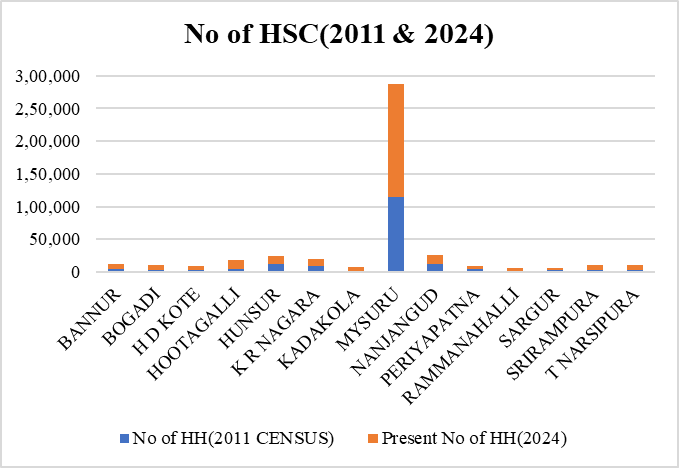 No of HSC(2011 & 2024)
3,00,000
2,50,000
2,00,000
1,50,000
1,00,000
50,000
0
BANNUR
BOGADI
H D KOTE
HOOTAGALLI
HUNSUR
K R NAGARA
KADAKOLA
MYSURU
NANJANGUD
PERIYAPATNA
RAMMANAHALLI
SARGUR
SRIRAMPURA
T NARSIPURA
No of HH(2011 CENSUS)
Present No of HH(2024)